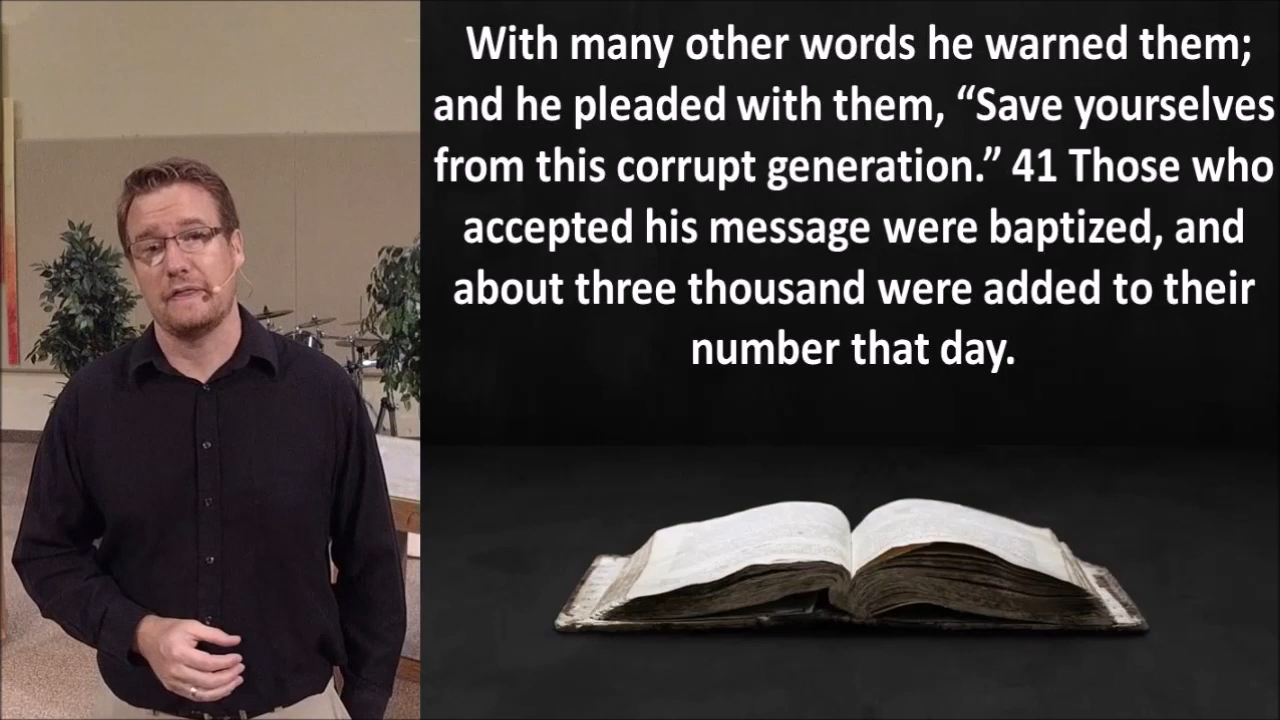 With many other words he warned them;
and he pleaded with them, “Save yourselves
from this corrupt generation.” 41 Those who
accepted his message were baptized, and
about three thousand were added to their
number that day.